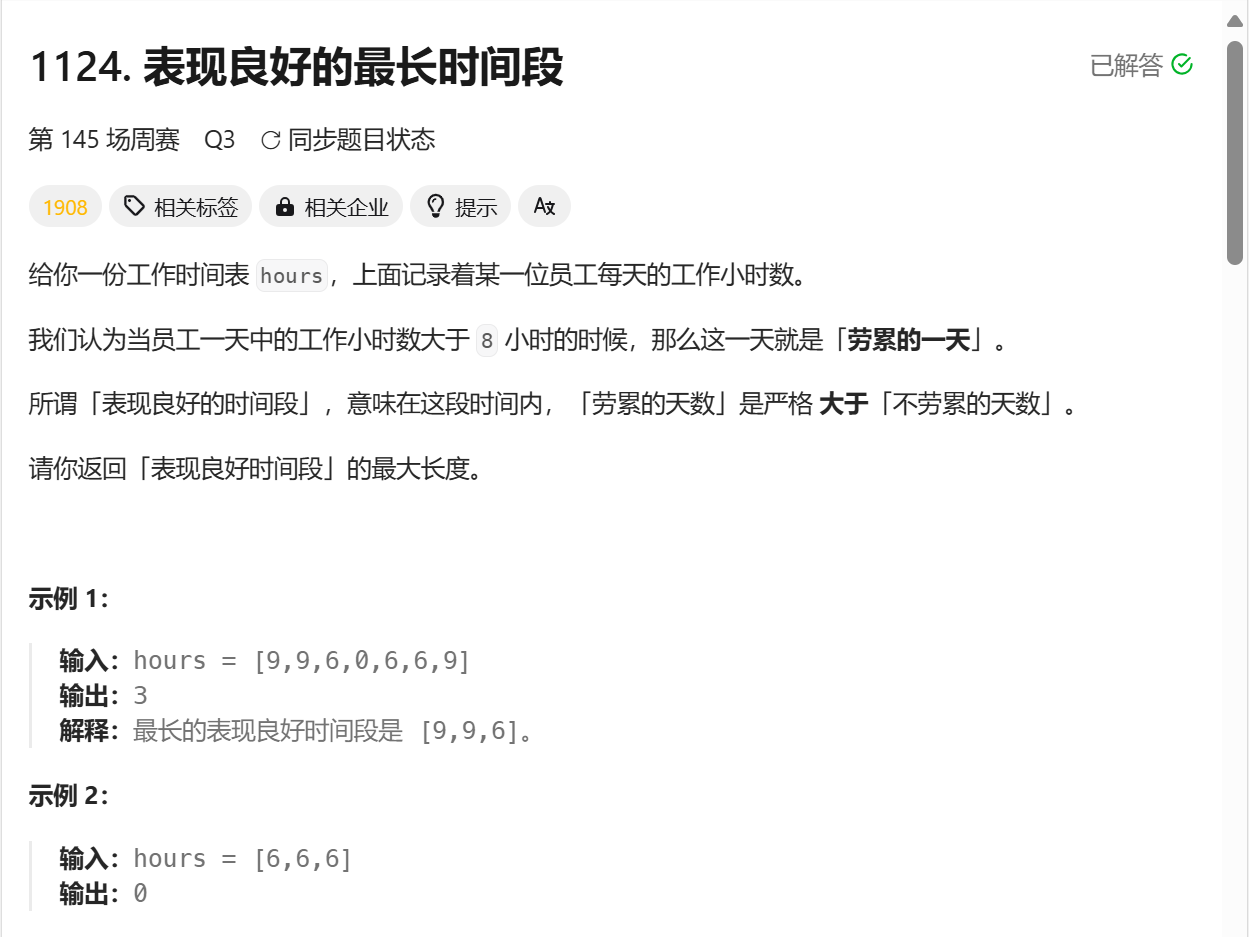 1124. 表现良好的最长时间段
已解答
第 145 场周赛 Q3 同步题目状态
1908 相关标签 相关企业 提示
给你一份工作时间表 hours，上面记录着某一位员工每天的工作小时数。
我们认为当员工一天中的工作小时数大于 8 小时的时候，那么这一天就是「劳累的一天」。
所谓「表现良好的时间段」，意味在这段时间内，「劳累的天数」是严格 大于「不劳累的天数」。
请你返回「表现良好时间段」的最大长度。
示例 1：
输入：hours = [9,9,6,0,6,6,9]
输出：3
解释：最长的表现良好时间段是 [9,9,6]。
示例 2：
输入：hours = [6,6,6]
输出：0